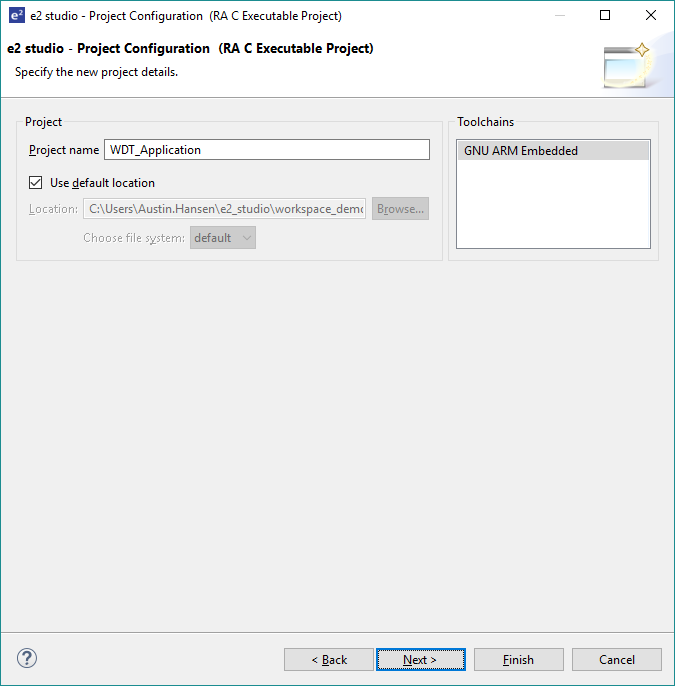 e² e2 studio - Project Configuration (RA C Executable Project)
e2 studio - Project Configuration (RA C Executable Project)
Specify the new project details.
Project
Project name WDT_Application
Use default location
Location: C:\Users\Austin.Hansen\e2_studio\workspace_demo Browse...
Choose file system: default
Toolchains
GNU ARM Embedded
? < Back Next > Finish Cancel